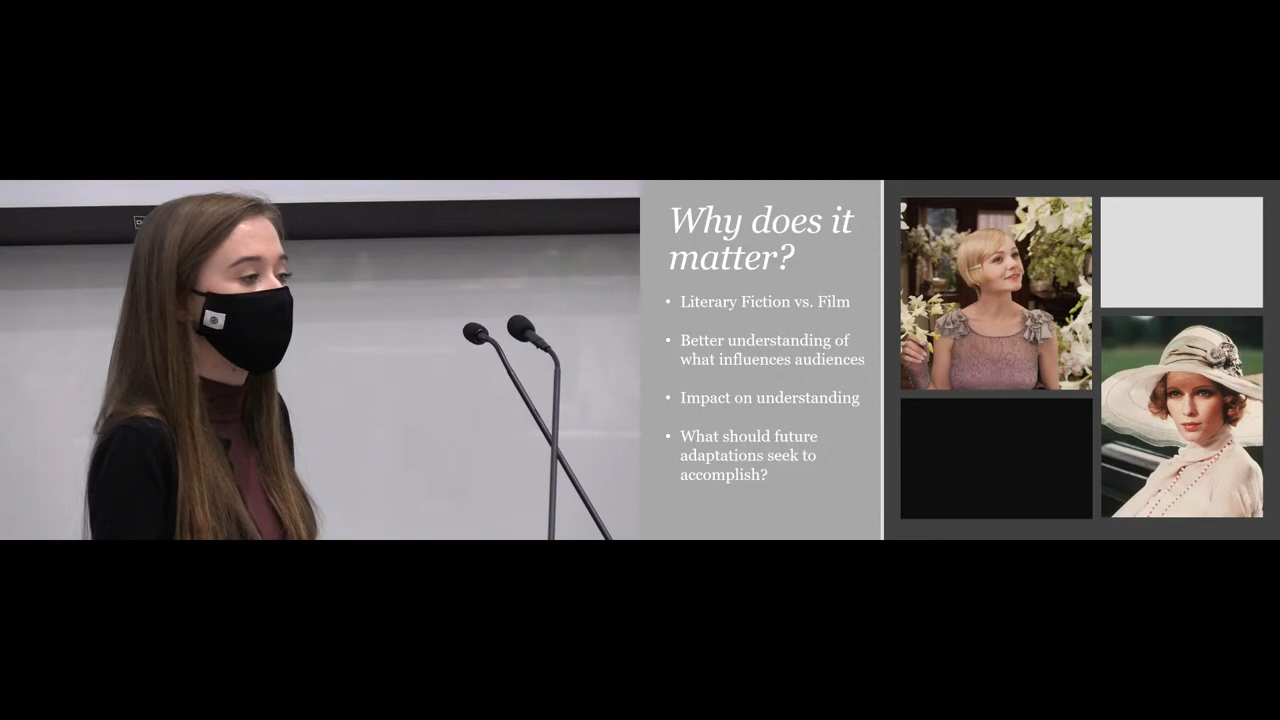 Why does it
matter?
• Literary Fiction vs. Film
• Better understanding of
what influences audiences
• Impact on understanding
• What should future
adaptations seek to
accomplish?